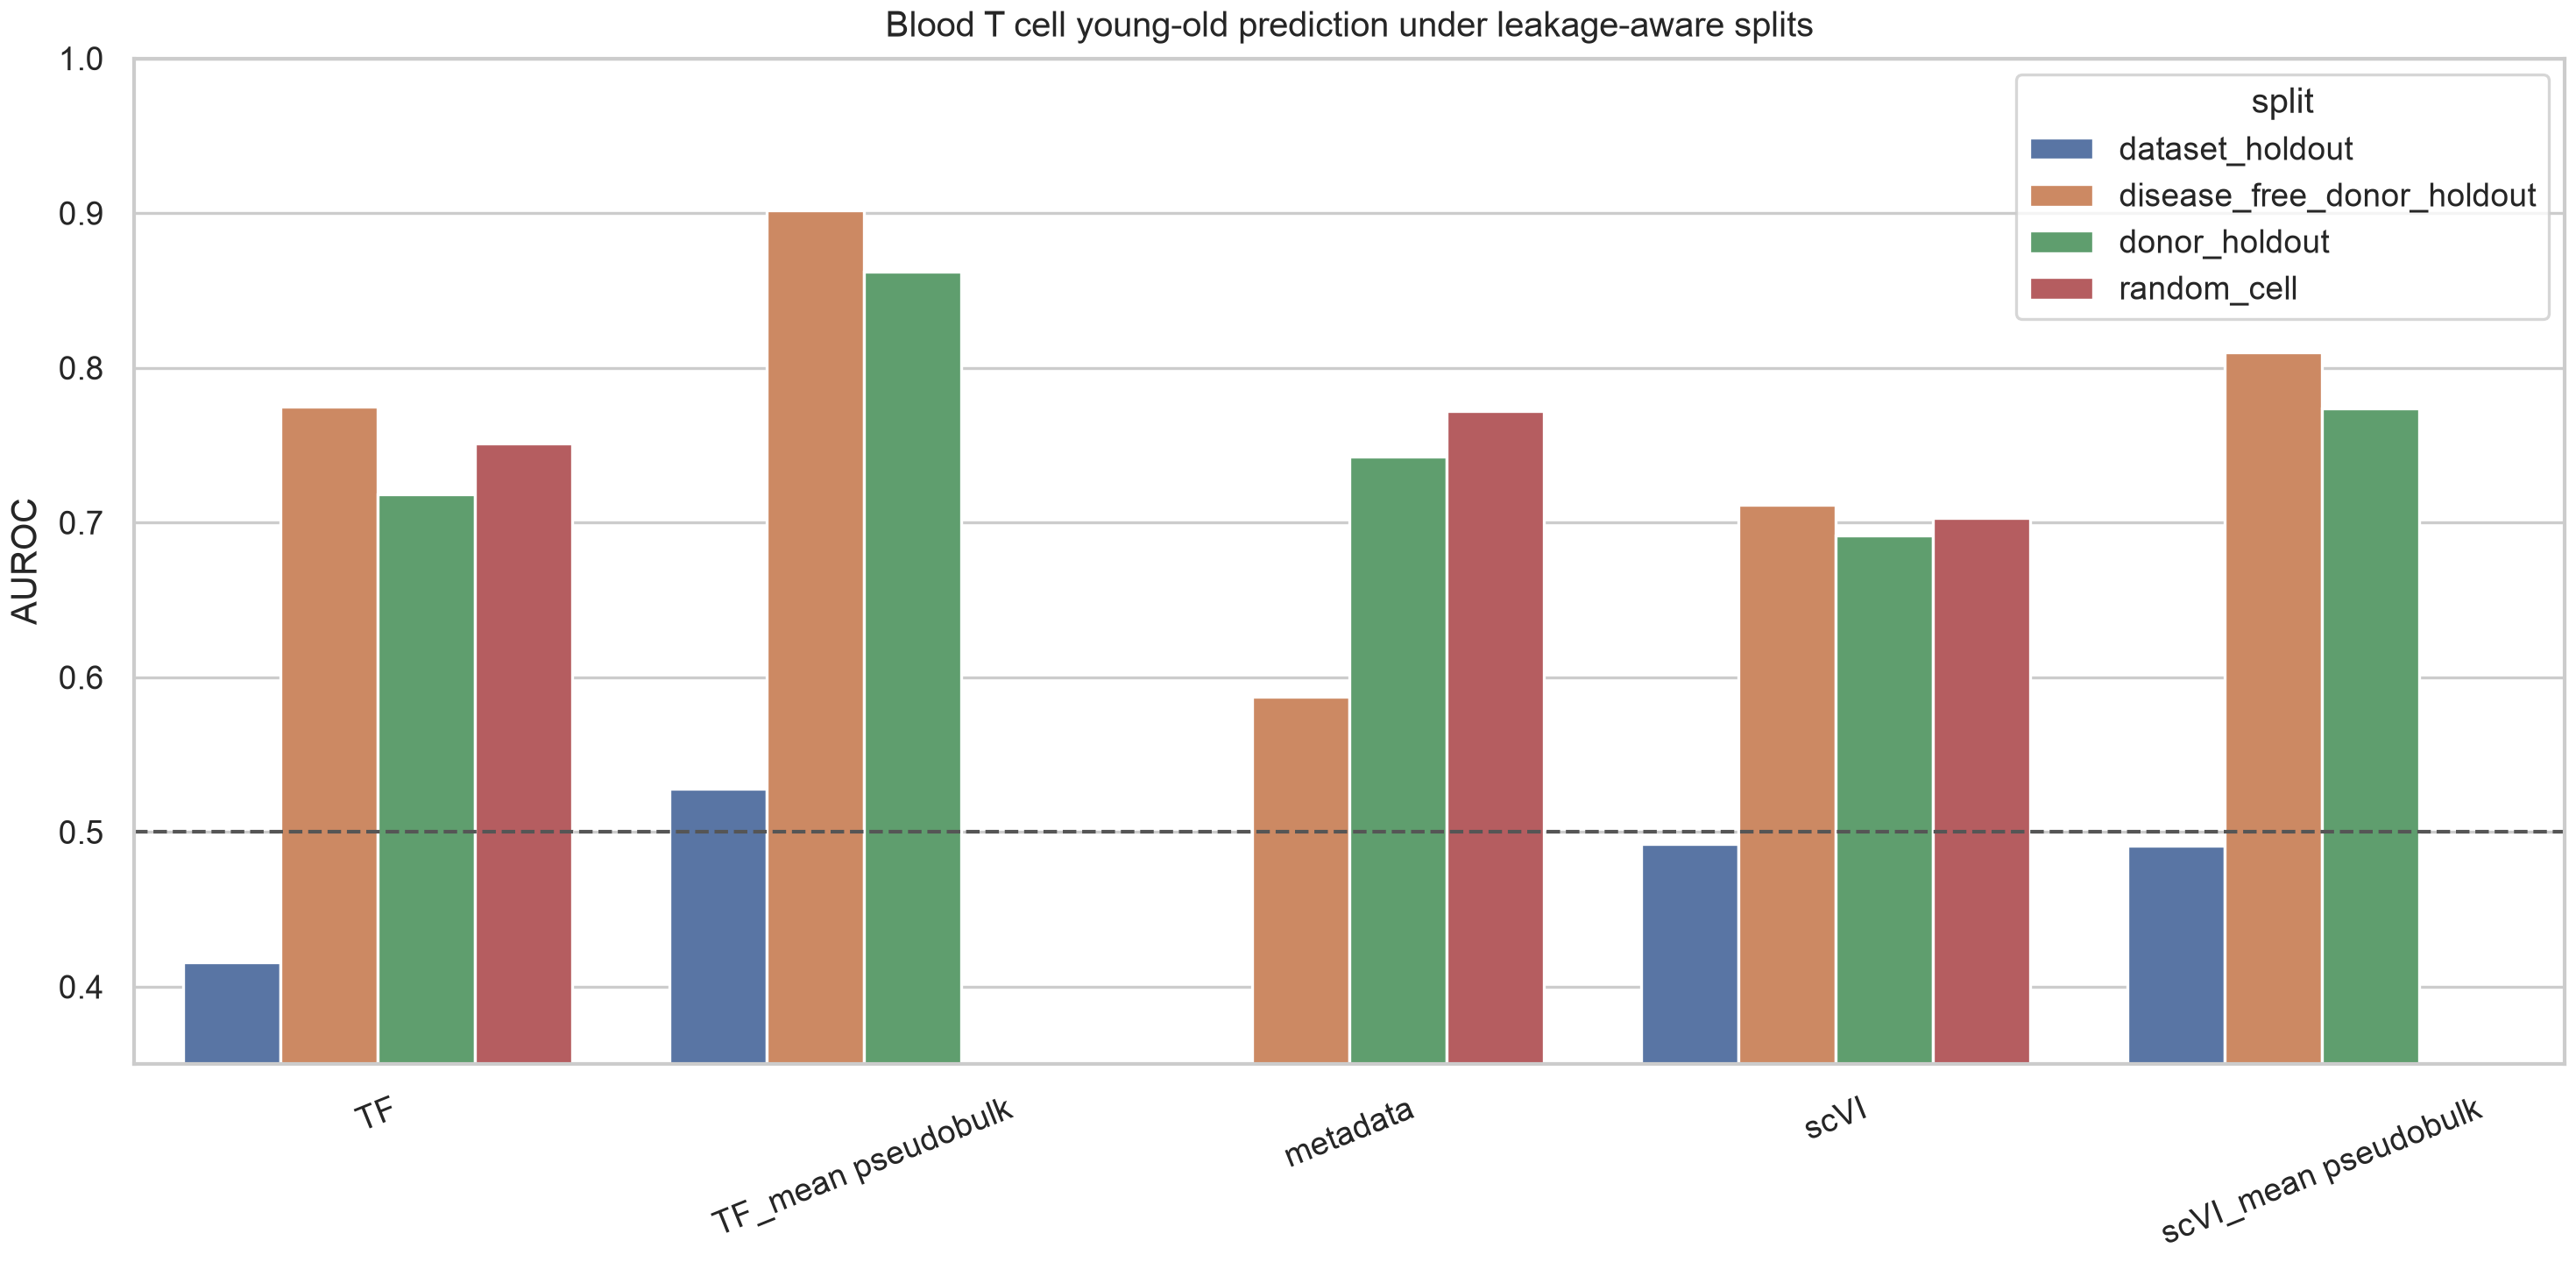 Blood T cell young-old prediction under leakage-aware splits
1.0
0.9
0.8
0.7
0.6
0.5
0.4
AUROC
split
dataset_holdout
disease_free_donor_holdout
donor_holdout
random_cell
TF
TF_mean pseudobulk
metadata
scVI
scVI_mean pseudobulk